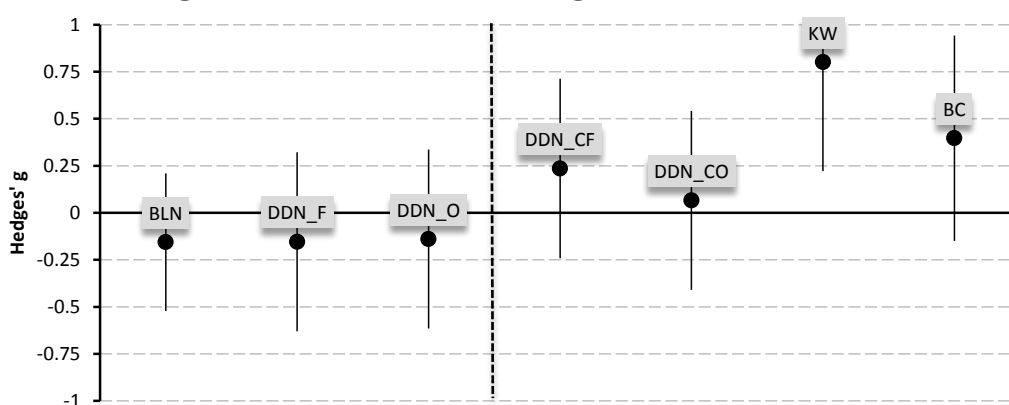 1
0.75
0.5
0.25
0
-0.25
-0.5
-0.75
-1
Hedges' g
BLN
DDN_F
DDN_O
DDN_CF
DDN_CO
KW
BC